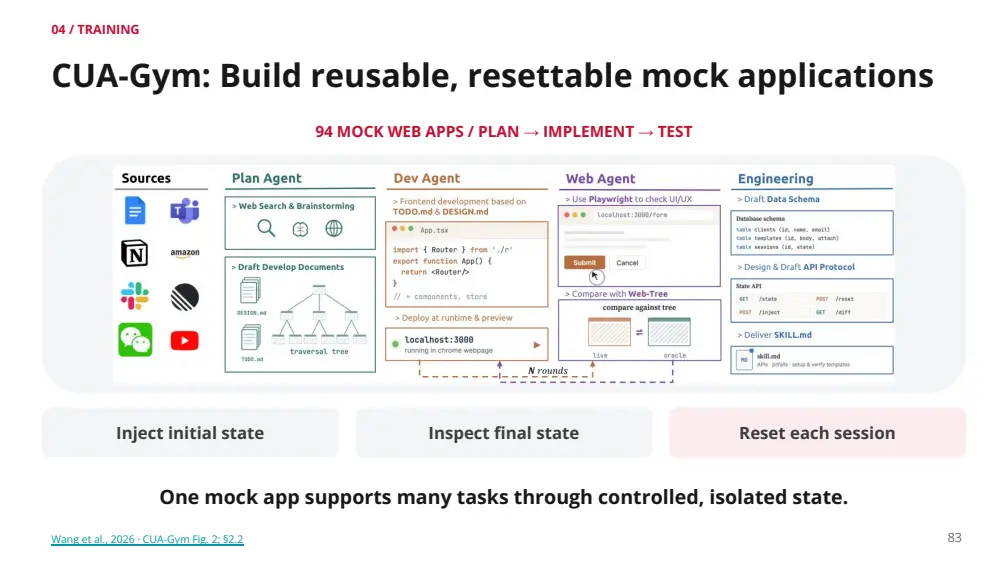 04 / TRAINING
CUA-Gym: Build reusable, resettable mock applications
94 MOCK WEB APPS / PLAN → IMPLEMENT → TEST
Sources
N
amazon
Plan Agent
> Web Search & Brainstorming
> Draft Develop Documents
DESIGN.md
TODO.md
traversal tree
Dev Agent
> Frontend development based on
TODO.md & DESIGN.md
App.tsx
import { Router } from './r'
export function App() {
return <Router/>
}
// + components, store
> Deploy at runtime & preview
localhost:3000
running in chrome webpage
N rounds
Web Agent
> Use Playwright to check UI/UX
localhost:3000/form
Submit
Cancel
> Compare with Web-Tree
compare against tree
live
oracle
Engineering
> Draft Data Schema
Database schema
table clients (id, name, email)
table templates (id, body, attach)
table sessions (id, state)
> Design & Draft API Protocol
State API
GET /state POST /reset
POST /inject GET /diff
> Deliver SKILL.md
MD
skill.md
APIs · pitfalls · setup & verify templates
Inject initial state
Inspect final state
Reset each session
One mock app supports many tasks through controlled, isolated state.
Wang et al., 2026 · CUA-Gym Fig. 2; §2.2
83